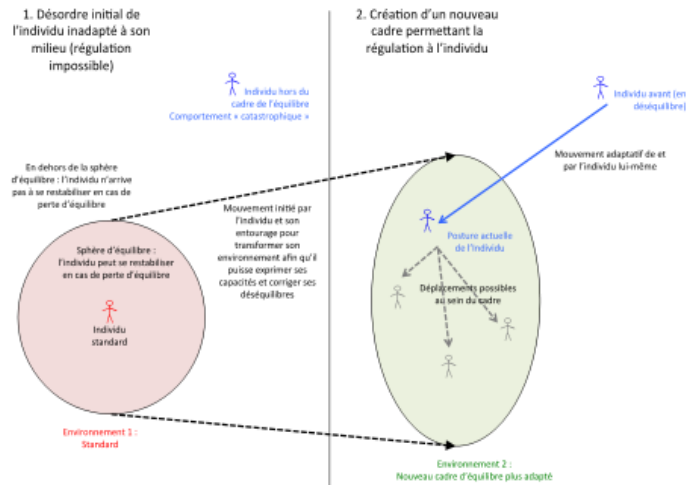 1. Désordre initial de
l'individu inadapté à son
milieu (régulation
impossible)
Individu hors du
cadre de l'équilibre
Comportement « catastrophique »
En dehors de la sphère
d'équilibre : l'individu n'arrive
pas à se restabiliser en cas de
perte d'équilibre
Sphère d'équilibre :
l'individu peut se restabiliser
en cas de perte d'équilibre
Individu
standard
Environnement 1 :
Standard
Mouvement initié par
l'individu et son
entourage pour
transformer son
environnement afin qu'il
puisse exprimer ses
capacités et corriger ses
déséquilibres
2. Création d'un nouveau
cadre permettant la
régulation à l'individu
Individu avant (en
déséquilibre)
Mouvement adaptatif de et
par l'individu lui-même
Posture actuelle
de l'individu
Déplacements possibles
au sein du cadre
Environnement 2 :
Nouveau cadre d'équilibre plus adapté